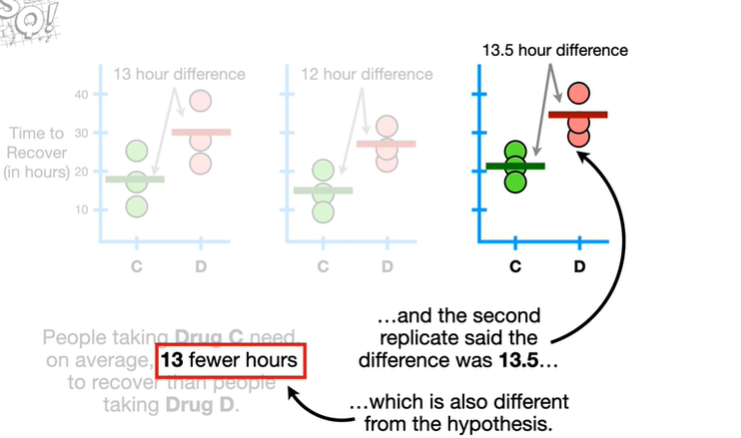 SQ!
13.5 hour difference
13 hour difference
12 hour difference
40
30
20
10
Time to
Recover
(in hours)
C
D
C
D
C
D
People taking Drug C need,
on average, 13 fewer hours
to recover than people
taking Drug D.
…and the second
replicate said the
difference was 13.5…
…which is also different
from the hypothesis.